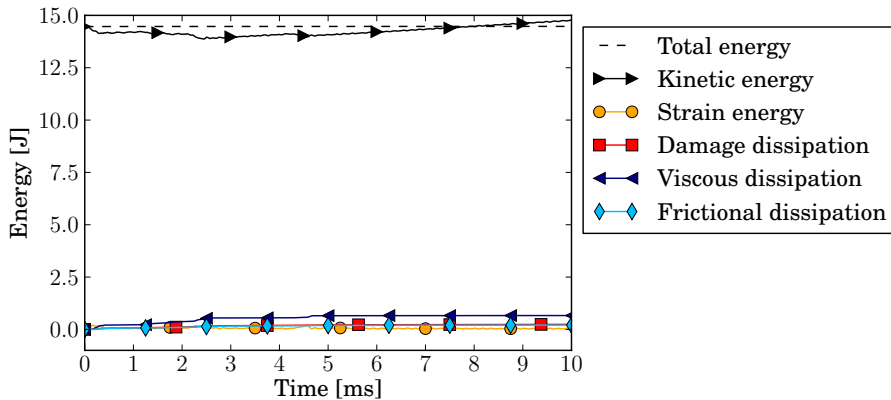 15.0
12.5
10.0
7.5
5.0
2.5
0.0
Energy [J]
0 1 2 3 4 5 6 7 8 9 10
Time [ms]
Total energy
Kinetic energy
Strain energy
Damage dissipation
Viscous dissipation
Frictional dissipation